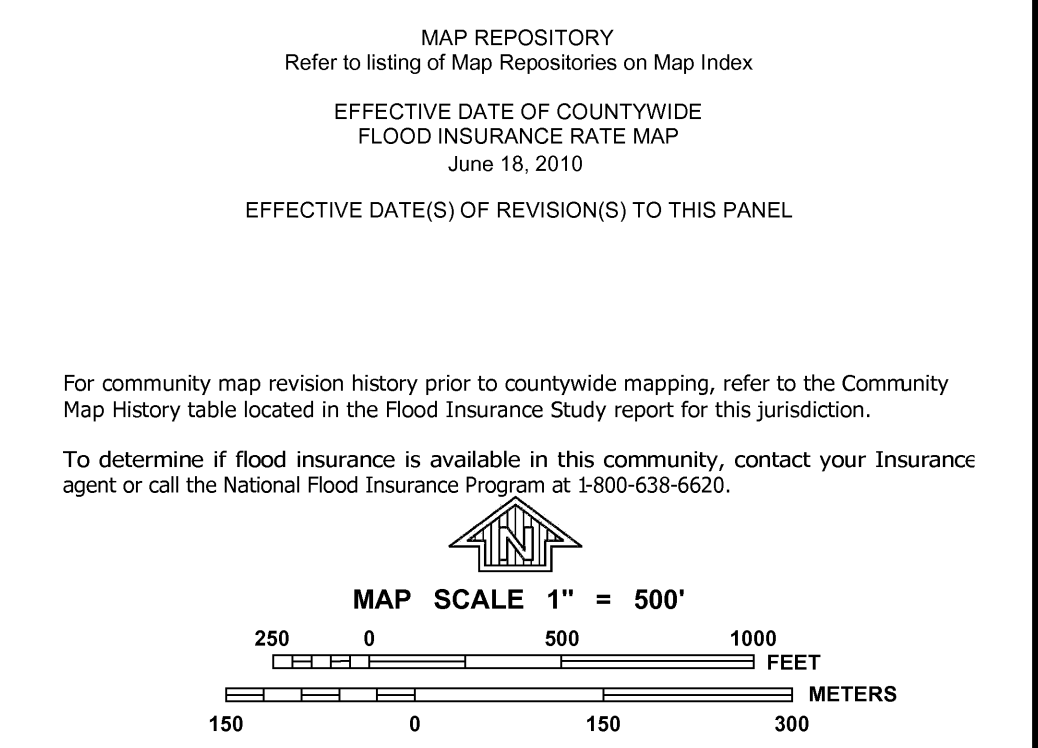 MAP REPOSITORY
Refer to listing of Map Repositories on Map Index
EFFECTIVE DATE OF COUNTYWIDE
FLOOD INSURANCE RATE MAP
June 18, 2010
EFFECTIVE DATE(S) OF REVISION(S) TO THIS PANEL
For community map revision history prior to countywide mapping, refer to the Community
Map History table located in the Flood Insurance Study report for this jurisdiction.
To determine if flood insurance is available in this community, contact your Insurance
agent or call the National Flood Insurance Program at 1-800-638-6620.
N
MAP SCALE 1" = 500'
250 0 500 1000
FEET
METERS
150 0 150 300